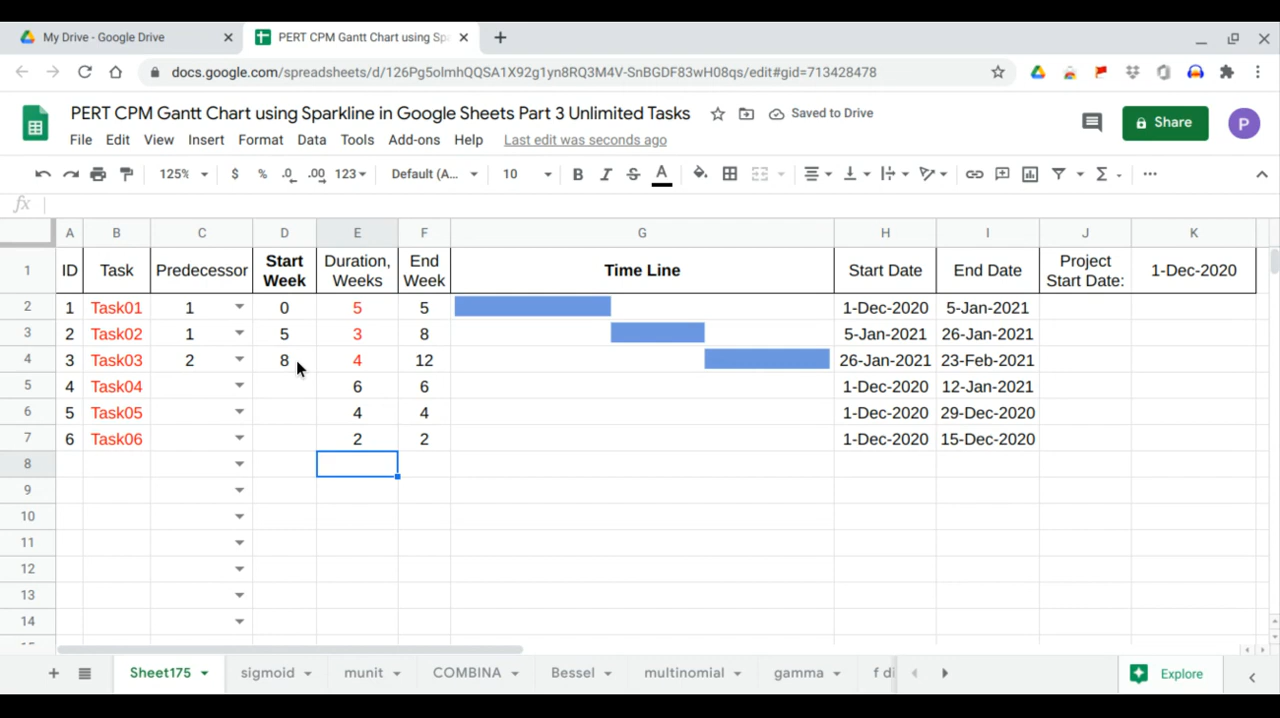 My Drive - Google Drive
PERT CPM Gantt Chart using Spa
docs.google.com/spreadsheets/d/126Pg5oImhQQSA1X92g1yn8RQ3M4V-SnBGDF83wH08qs/edit#gid=713428478
PERT CPM Gantt Chart using Sparkline in Google Sheets Part 3 Unlimited Tasks
Saved to Drive
Share
P
File Edit View Insert Format Data Tools Add-ons Help Last edit was seconds ago
125% $ % .0 .00 123 Default (A... 10 B I S A
fx
A B C D E F G H I J K
1 ID Task Predecessor Start Week Duration, Weeks End Week Time Line Start Date End Date Project Start Date: 1-Dec-2020
2 1 Task01 1 0 5 5 1-Dec-2020 5-Jan-2021
3 2 Task02 1 5 3 8 5-Jan-2021 26-Jan-2021
4 3 Task03 2 8 4 12 26-Jan-2021 23-Feb-2021
5 4 Task04 6 6 1-Dec-2020 12-Jan-2021
6 5 Task05 4 4 1-Dec-2020 29-Dec-2020
7 6 Task06 2 2 1-Dec-2020 15-Dec-2020
8
9
10
11
12
13
14
Sheet175 sigmoid munit COMBINA Bessel multinomial gamma f di Explore